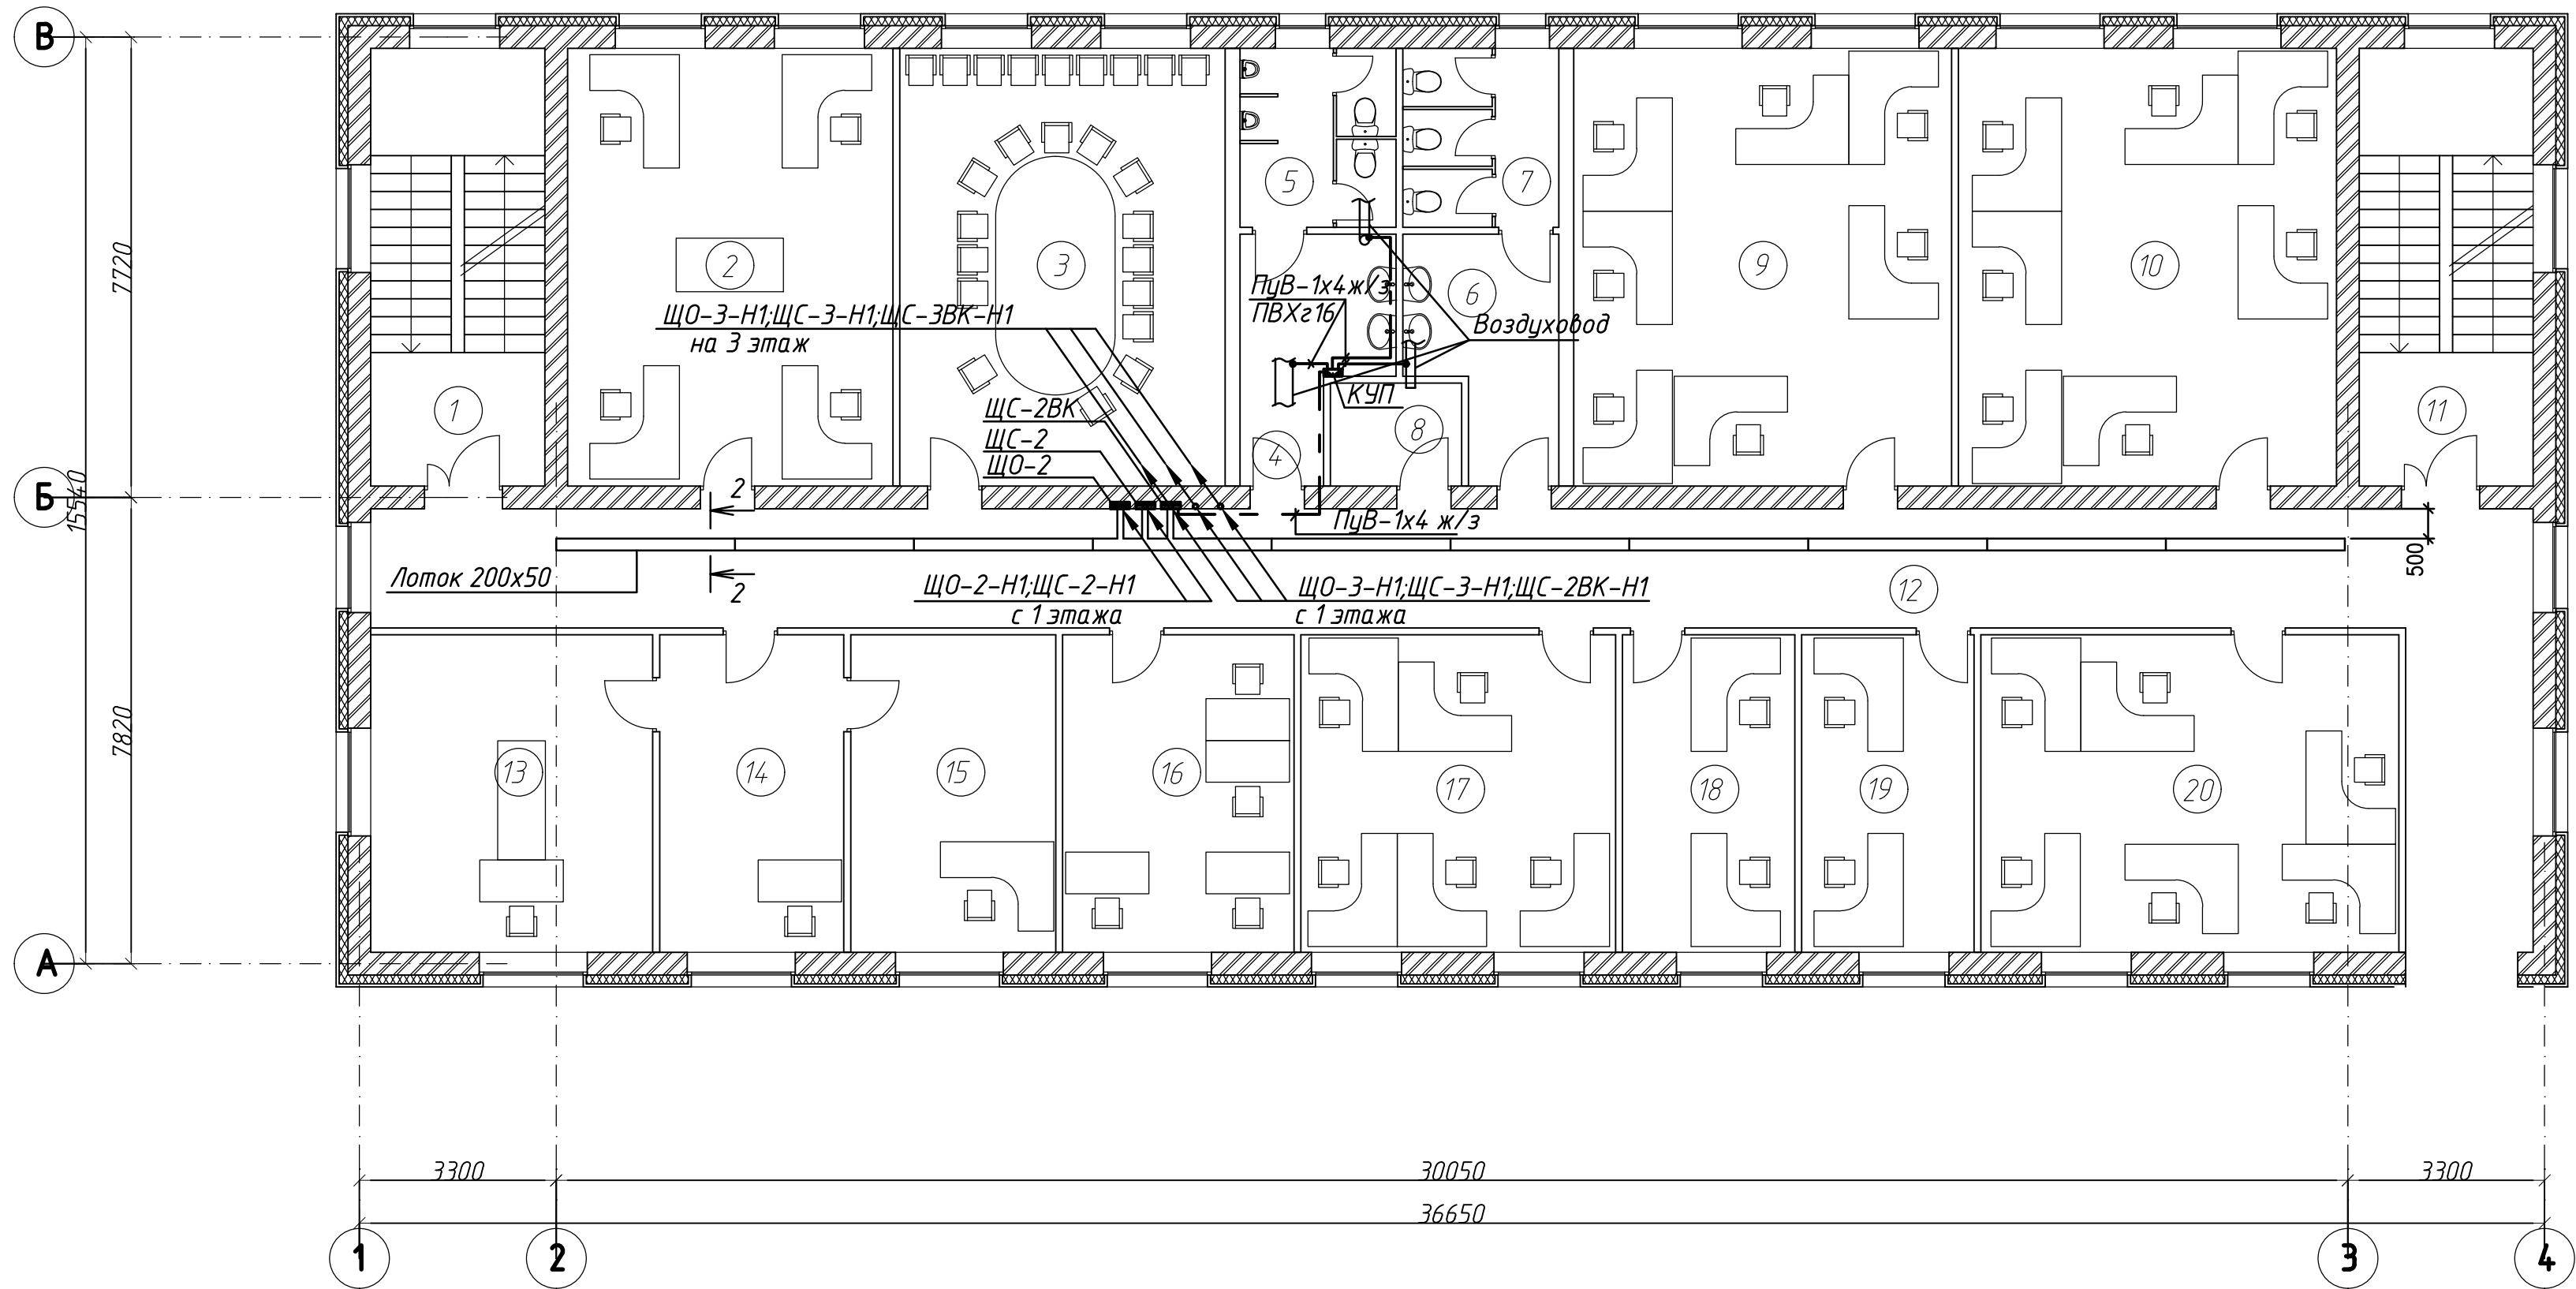 В
7720
5
7
2
3
9
10
ПуВ-1х4ж/з
ПВХг16
6
ЩО-3-Н1;ЩС-3-Н1;ЩС-3ВК-Н1
на 3 этаж
Воздуховод
КУП
1
ЩС-2ВК
ЩС-2
ЩО-2
4
8
11
Б
15540
2
ПуВ-1х4 ж/з
500
Лоток 200х50
2
ЩО-2-Н1;ЩС-2-Н1
с 1 этажа
ЩО-3-Н1;ЩС-3-Н1;ЩС-2ВК-Н1
с 1 этажа
12
7820
13
14
15
16
17
18
19
20
А
3300
30050
3300
36650
1
2
3
4